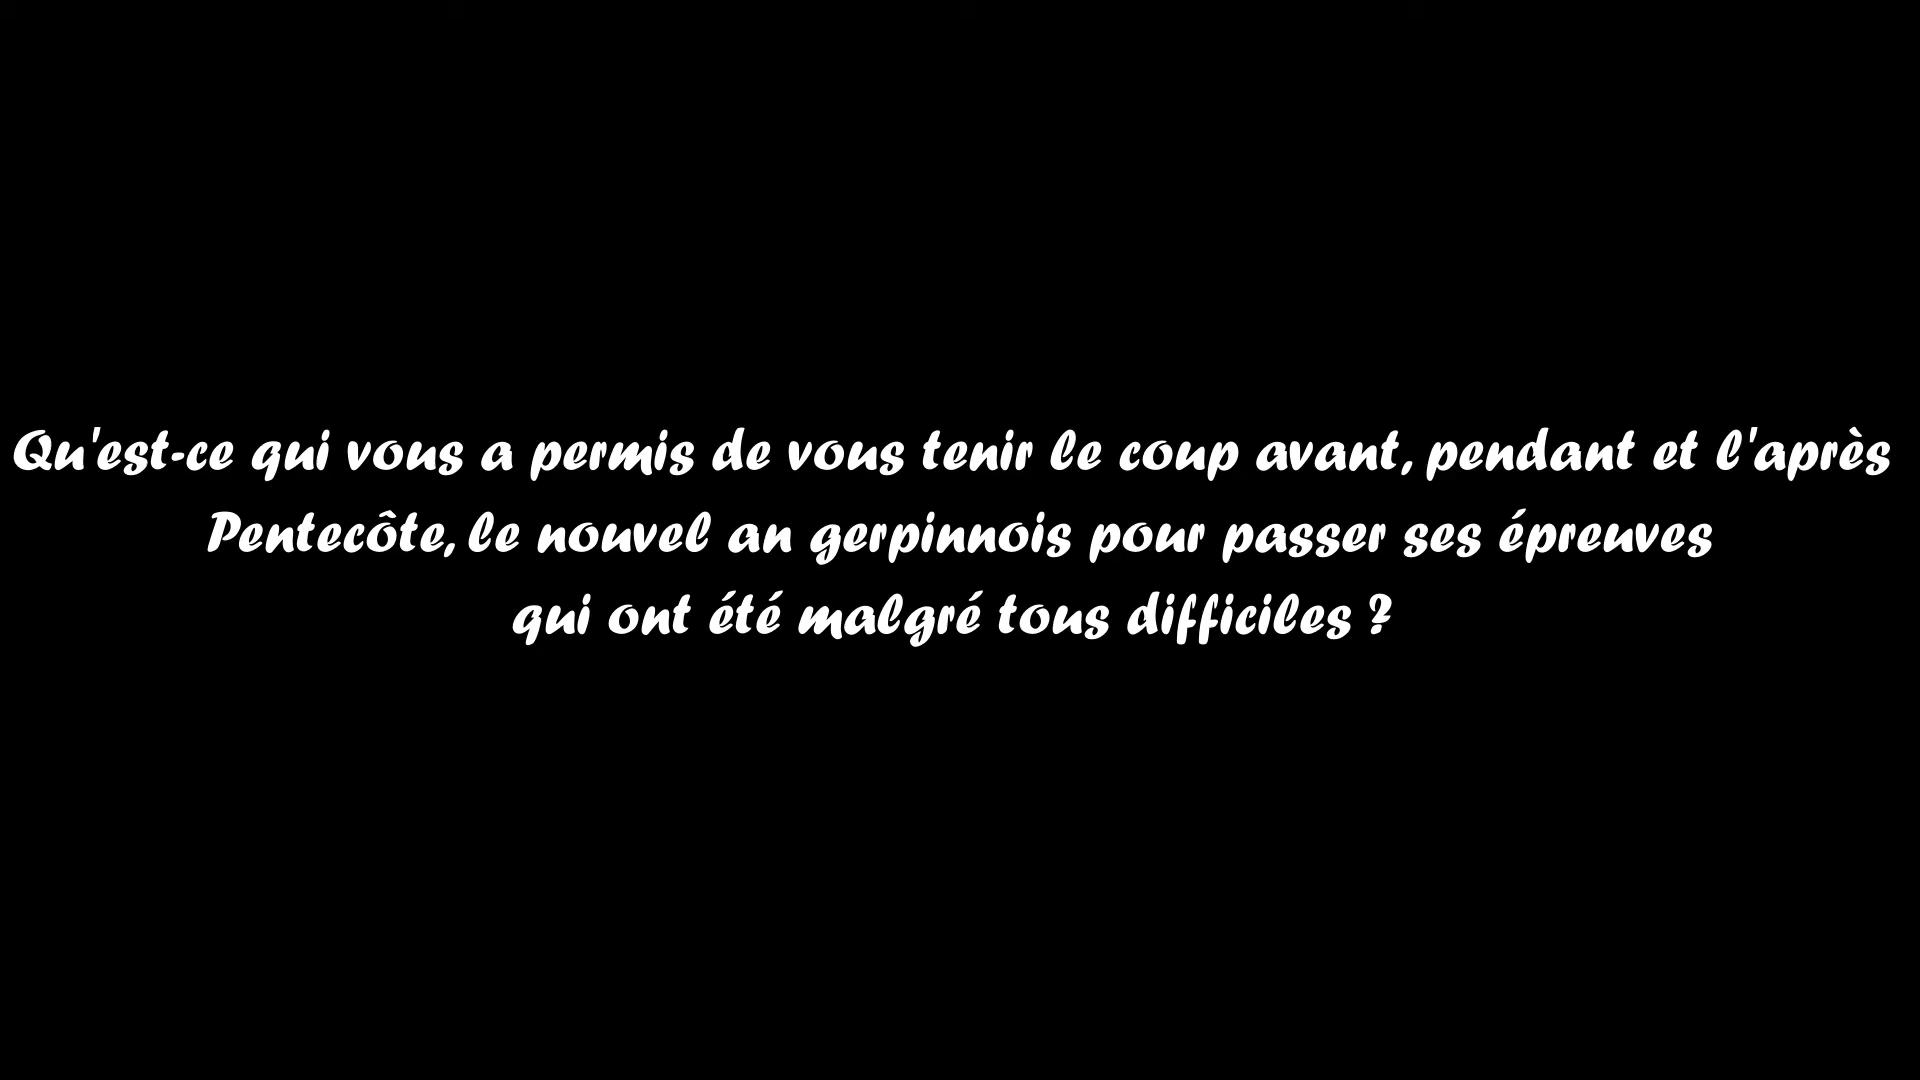 Qu'est-ce qui vous a permis de vous tenir le coup avant, pendant et l'après
Pentecôte, le nouvel an gerpinnois pour passer ses épreuves
qui ont été malgré tous difficiles ?